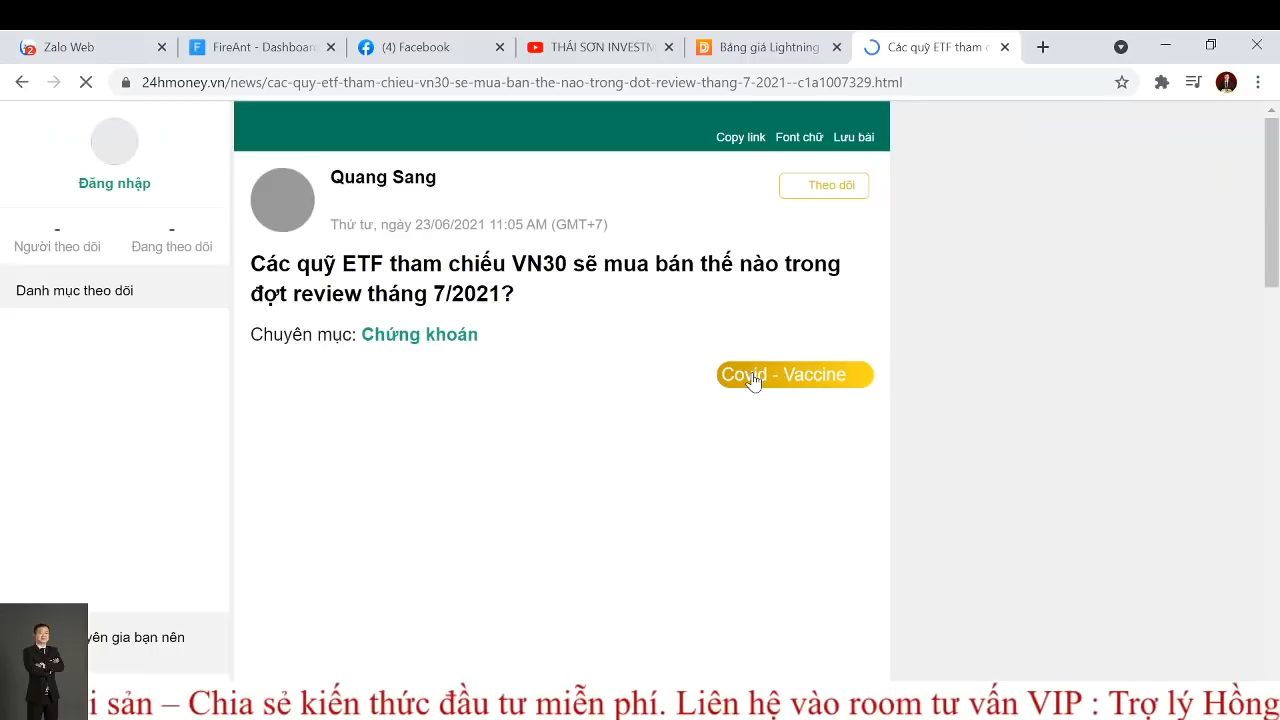 Zalo Web
FireAnt - Dashboard
(4) Facebook
THÁI SƠN INVESTM
Bảng giá Lightning
Các quỹ ETF tham c
24hmoney.vn/news/cac-quy-etf-tham-chieu-vn30-se-mua-ban-the-nao-trong-dot-review-thang-7-2021--c1a1007329.html
Copy link Font chữ Lưu bài
Đăng nhập
-
Người theo dõi
-
Đang theo dõi
Danh mục theo dõi
Quang Sang
Theo dõi
Thứ tư, ngày 23/06/2021 11:05 AM (GMT+7)
Các quỹ ETF tham chiếu VN30 sẽ mua bán thế nào trong
đợt review tháng 7/2021?
Chuyên mục: Chứng khoán
Covid - Vaccine
yên gia bạn nên
i sản – Chia sẻ kiến thức đầu tư miễn phí. Liên hệ vào room tư vấn VIP : Trợ lý Hồng